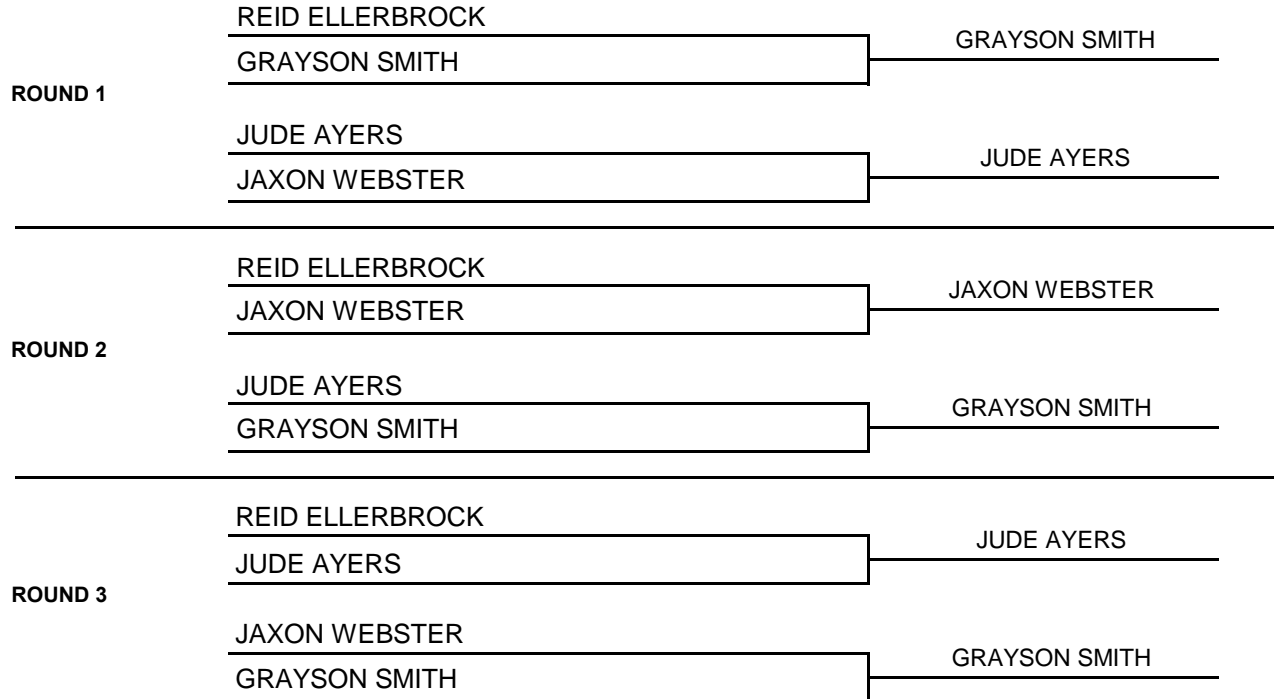 REID ELLERBROCK
GRAYSON SMITH
GRAYSON SMITH
ROUND 1
JUDE AYERS
JUDE AYERS
JAXON WEBSTER
REID ELLERBROCK
JAXON WEBSTER
JAXON WEBSTER
ROUND 2
JUDE AYERS
GRAYSON SMITH
GRAYSON SMITH
REID ELLERBROCK
JUDE AYERS
JUDE AYERS
ROUND 3
JAXON WEBSTER
GRAYSON SMITH
GRAYSON SMITH